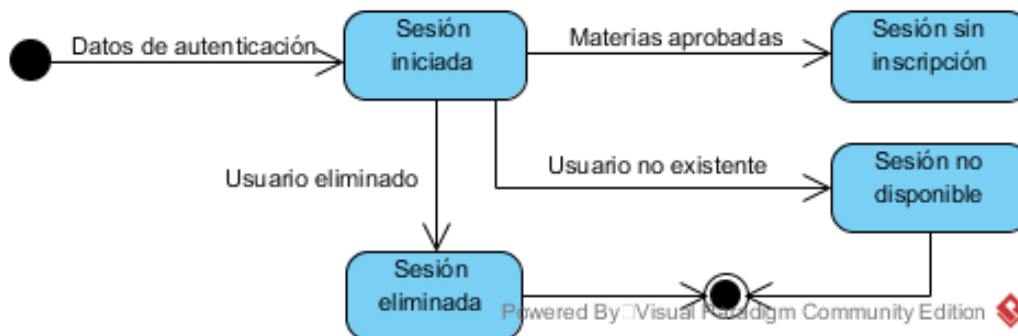 Datos de autenticación
Sesión
iniciada
Materias aprobadas
Sesión sin
inscripción
Usuario eliminado
Usuario no existente
Sesión no
disponible
Sesión
eliminada
Powered By Visual Paradigm Community Edition